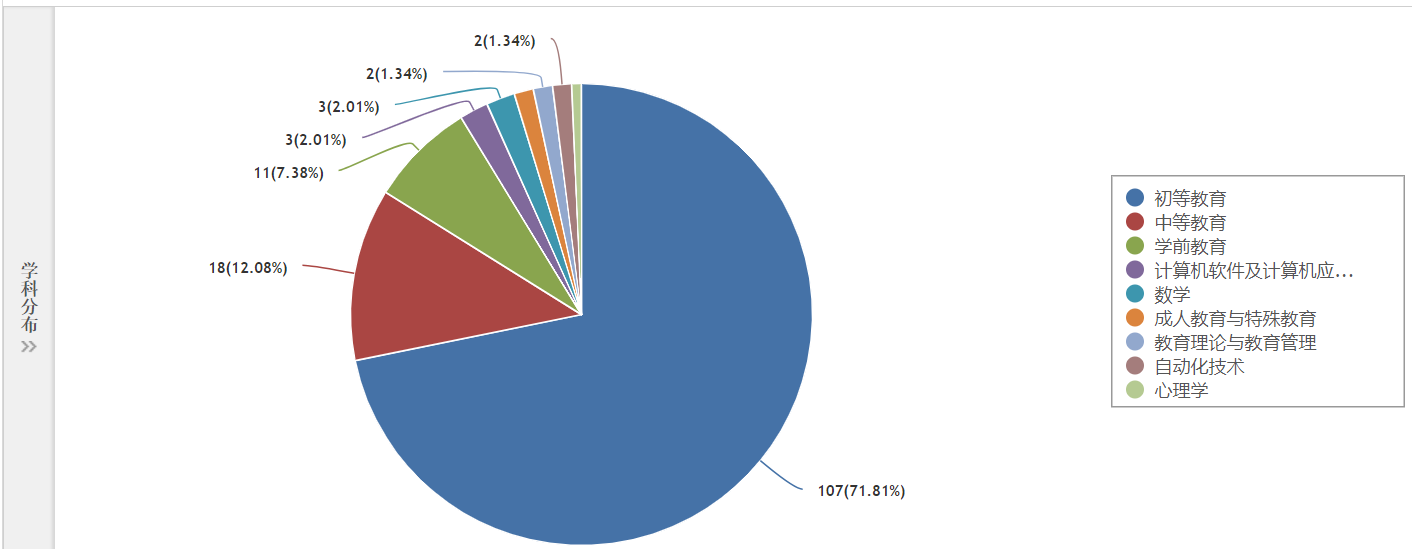 学科分布
2(1.34%)
2(1.34%)
3(2.01%)
3(2.01%)
11(7.38%)
18(12.08%)
107(71.81%)
初等教育
中等教育
学前教育
计算机软件及计算机应...
数学
成人教育与特殊教育
教育理论与教育管理
自动化技术
心理学